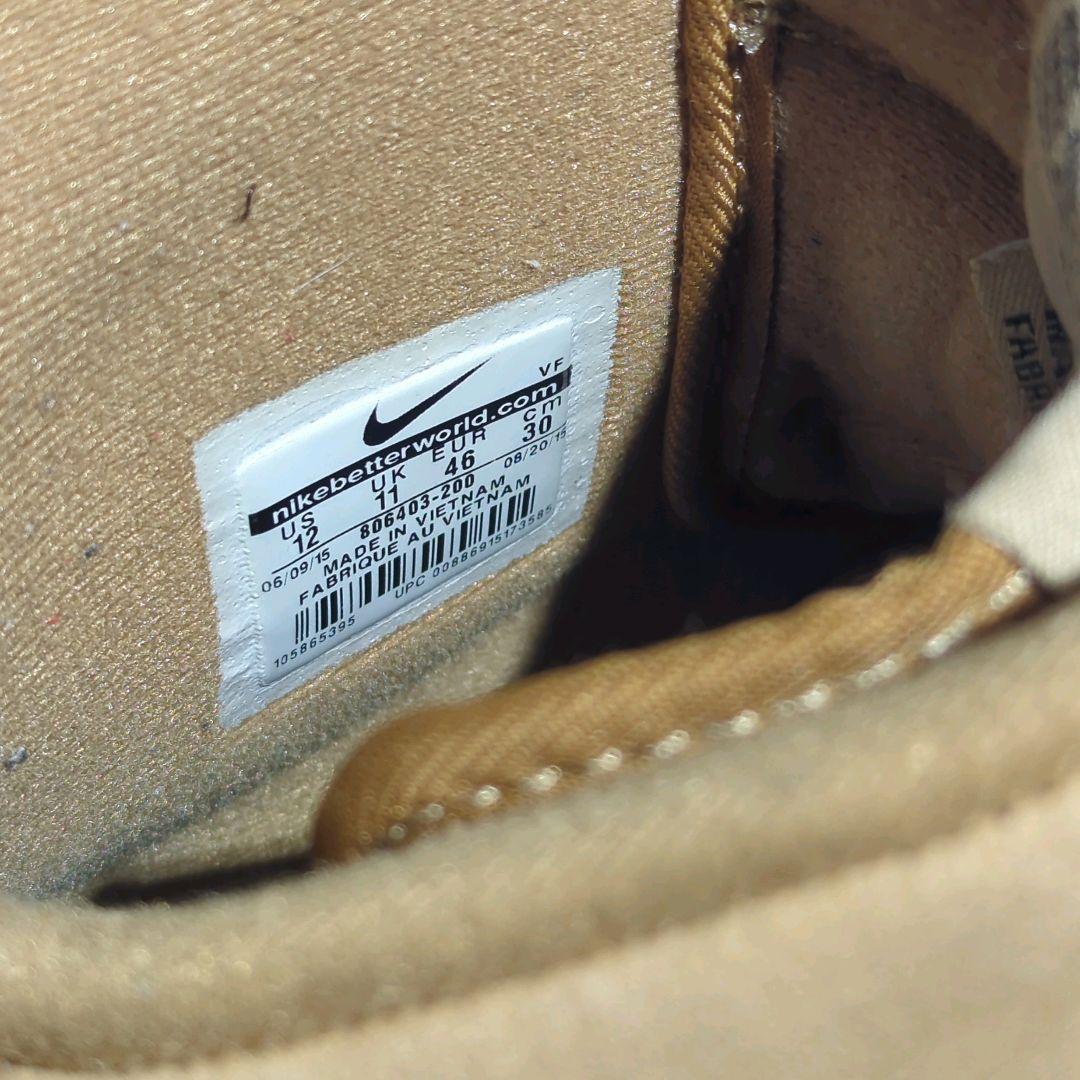 VF
nikebetterworld.com
US UK EUR cm
12 11 46 30
06/09/15 806403-200 08/20/15
MADE IN VIETNAM
FABRIQUE AU VIETNAM
105865395 UPC 00886915173585